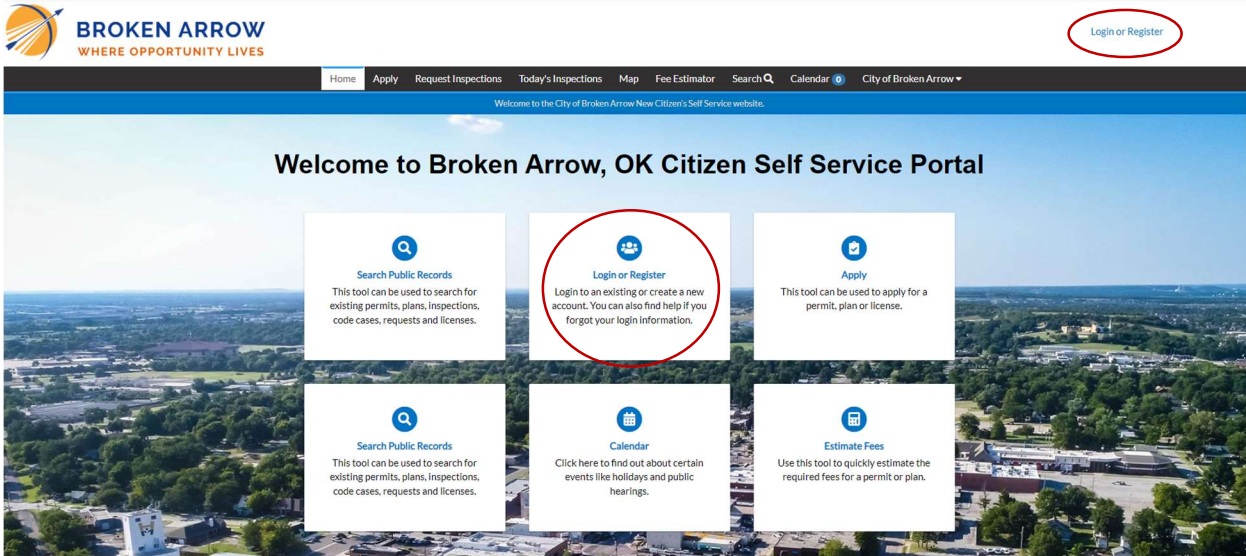 BROKEN ARROW
WHERE OPPORTUNITY LIVES
Login or Register
Home Apply Request Inspections Today's Inspections Map Fee Estimator Search Calendar 0 City of Broken Arrow
Welcome to the City of Broken Arrow New Citizen's Self Service website.
Welcome to Broken Arrow, OK Citizen Self Service Portal
Search Public Records
This tool can be used to search for
existing permits, plans, inspections,
code cases, requests and licenses.
Login or Register
Login to an existing or create a new
account. You can also find help if you
forgot your login information.
Apply
This tool can be used to apply for a
permit, plan or license.
Search Public Records
This tool can be used to search for
existing permits, plans, inspections,
code cases, requests and licenses.
Calendar
Click here to find out about certain
events like holidays and public
hearings.
Estimate Fees
Use this tool to quickly estimate the
required fees for a permit or plan.